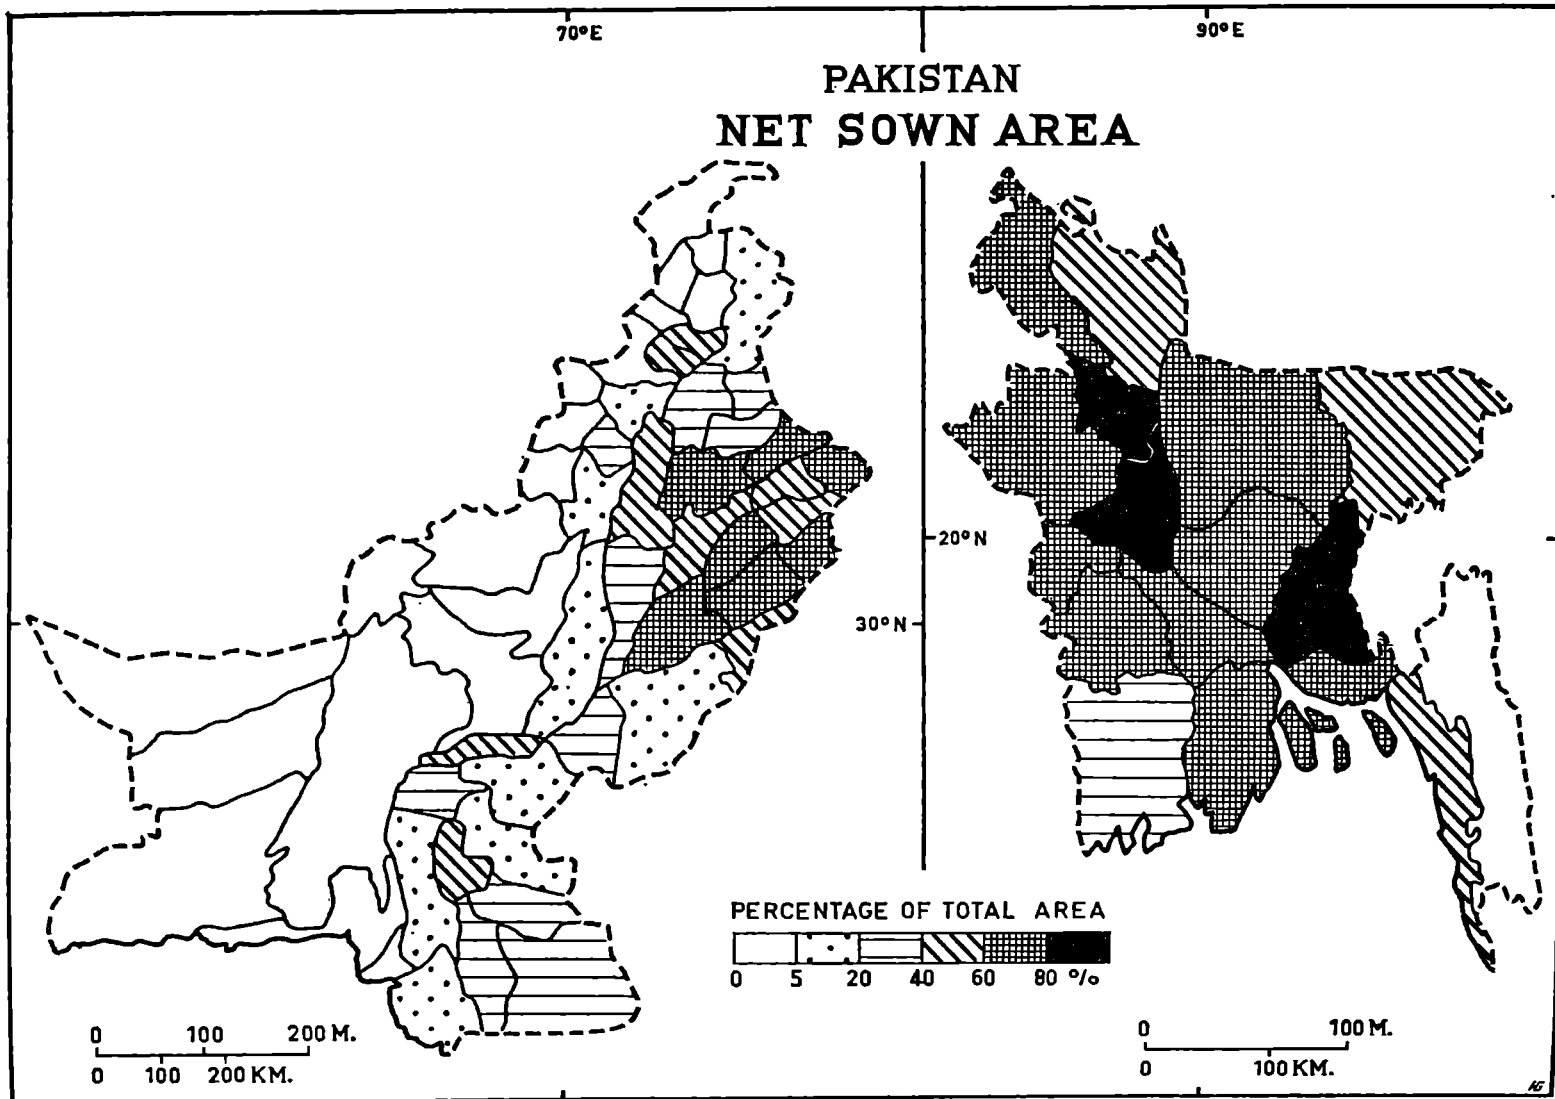 70°E
90°E
PAKISTAN
NET SOWN AREA
20°N
30°N
PERCENTAGE OF TOTAL AREA
0 5 20 40 60 80 %
0 100 200 M.
0 100 200 KM.
0 100 M.
0 100 KM.